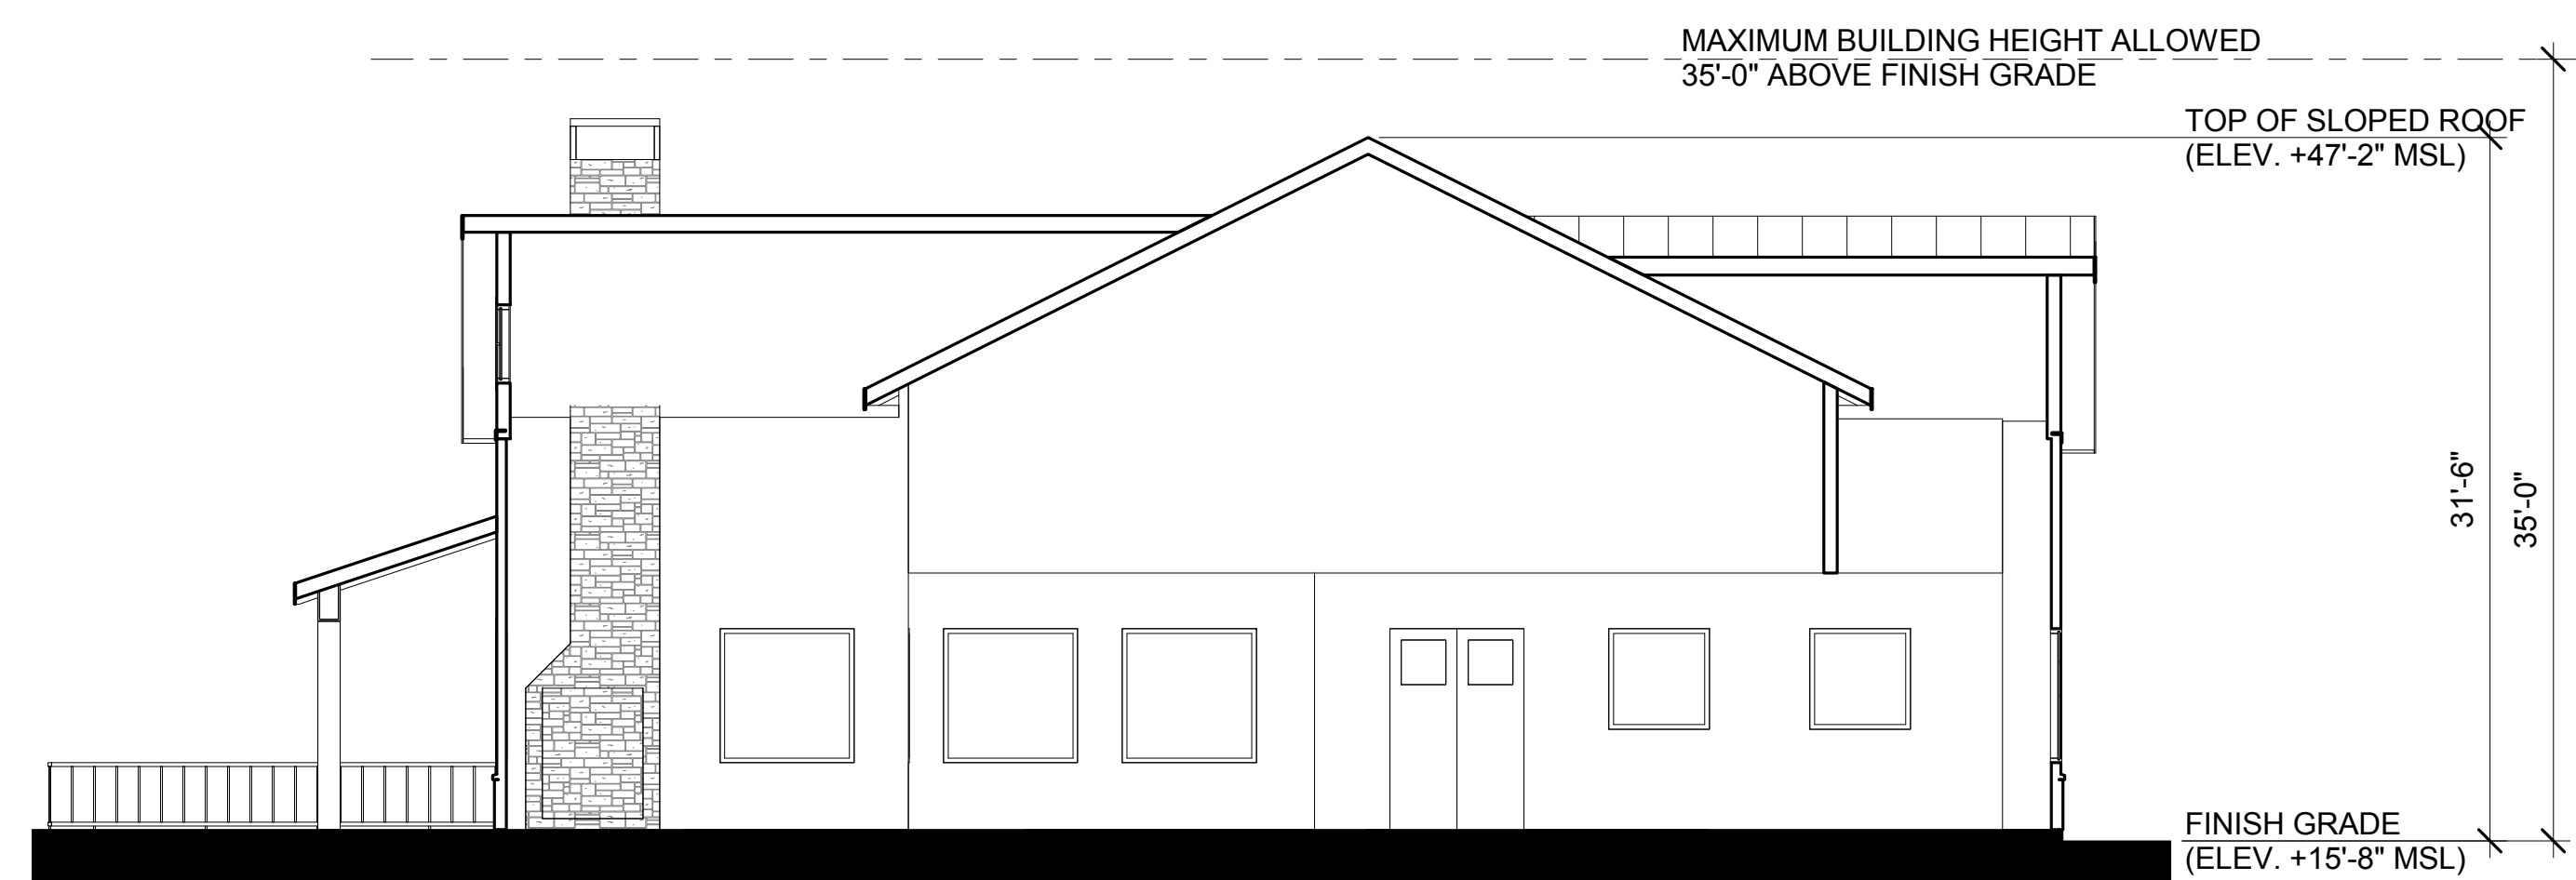 MAXIMUM BUILDING HEIGHT ALLOWED
35'-0" ABOVE FINISH GRADE
TOP OF SLOPED ROOF
(ELEV. +47'-2" MSL)
31'-6"
35'-0"
FINISH GRADE
(ELEV. +15'-8" MSL)